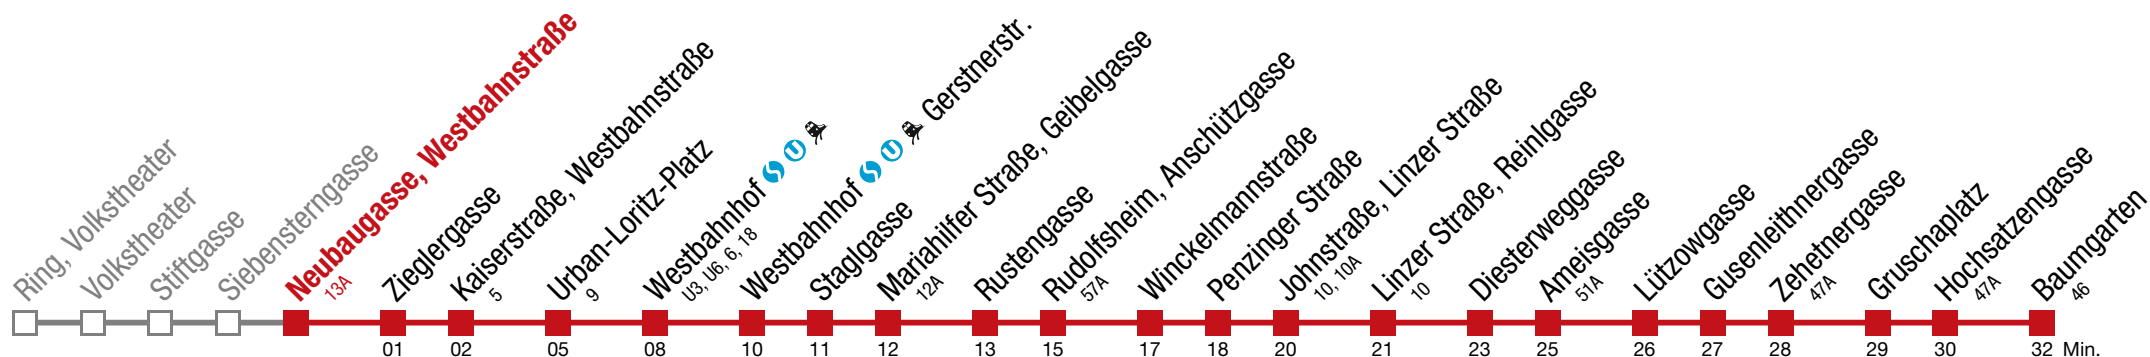 Ring, Volkstheater
Volkstheater
Stiftgasse
Siebensterngasse
Neubaugasse, Westbahnstraße
13A
Zieglergasse
Kaiserstraße, Westbahnstraße
5
Urban-Loritz-Platz
9
Westbahnhof S U
U3, U6, 6, 18
Westbahnhof S U Gerstnerstr.
Staglgasse
Mariahilfer Straße, Geibelgasse
12A
Rustengasse
Rudolfsheim, Anschützgasse
57A
Winckelmannstraße
Penzinger Straße
Johnstraße, Linzer Straße
10, 10A
Linzer Straße, Reinlgasse
10
Diesterweggasse
Ameisgasse
51A
Lützowgasse
Gusenleithnergasse
Zehetnergasse
47A
Gruschaplatz
Hochsatzengasse
47A
Baumgarten
46
01 02 05 08 10 11 12 13 15 17 18 20 21 23 25 26 27 28 29 30 32 Min.